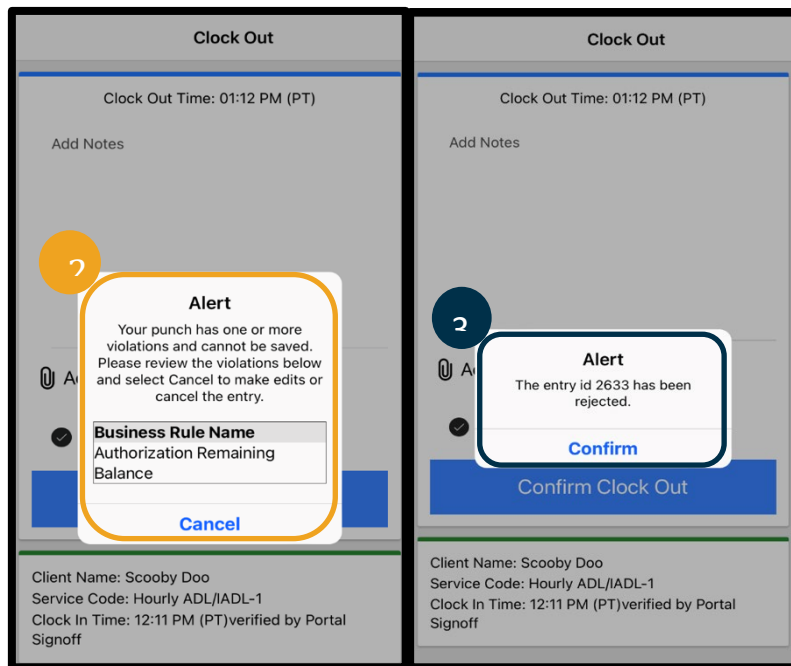 Clock Out
Clock Out Time: 01:12 PM (PT)
Add Notes
2
Alert
Your punch has one or more
violations and cannot be saved.
Please review the violations below
and select Cancel to make edits or
cancel the entry.
Business Rule Name
Authorization Remaining
Balance
Cancel
Client Name: Scooby Doo
Service Code: Hourly ADL/IADL-1
Clock In Time: 12:11 PM (PT)verified by Portal
Signoff
Clock Out
Clock Out Time: 01:12 PM (PT)
Add Notes
3
Alert
The entry id 2633 has been
rejected.
Confirm
Confirm Clock Out
Client Name: Scooby Doo
Service Code: Hourly ADL/IADL-1
Clock In Time: 12:11 PM (PT)verified by Portal
Signoff